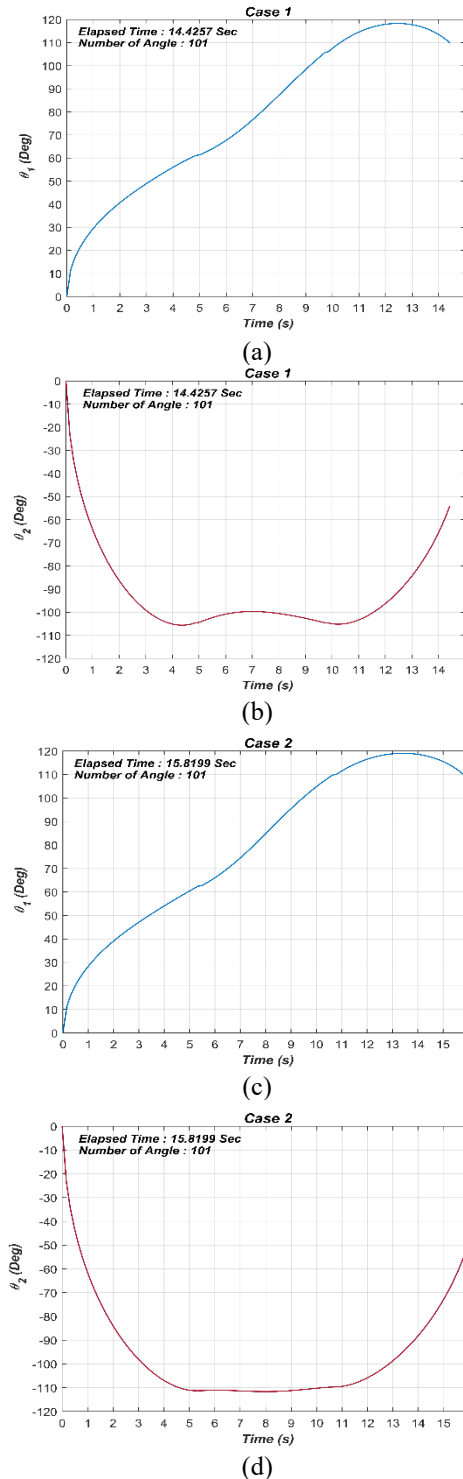 Case 1
Elapsed Time : 14.4257 Sec
Number of Angle : 101
120
110
100
90
80
70
60
50
40
30
20
10
0
θ1 (Deg)
0 1 2 3 4 5 6 7 8 9 10 11 12 13 14
Time (s)
(a)
Case 1
Elapsed Time : 14.4257 Sec
Number of Angle : 101
0
-10
-20
-30
-40
-50
-60
-70
-80
-90
-100
-110
-120
θ2 (Deg)
0 1 2 3 4 5 6 7 8 9 10 11 12 13 14
Time (s)
(b)
Case 2
Elapsed Time : 15.8199 Sec
Number of Angle : 101
120
110
100
90
80
70
60
50
40
30
20
10
0
θ1 (Deg)
0 1 2 3 4 5 6 7 8 9 10 11 12 13 14 15
Time (s)
(c)
Case 2
Elapsed Time : 15.8199 Sec
Number of Angle : 101
0
-10
-20
-30
-40
-50
-60
-70
-80
-90
-100
-110
-120
θ2 (Deg)
0 1 2 3 4 5 6 7 8 9 10 11 12 13 14 15
Time (s)
(d)